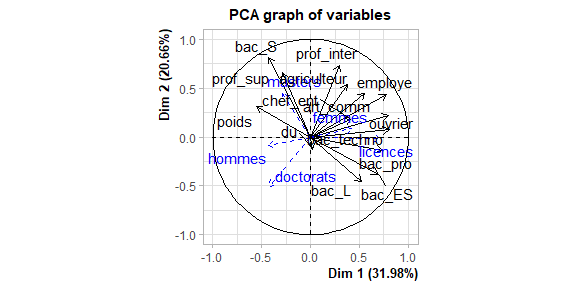 PCA graph of variables
Dim 2 (20.66%)
1.0
0.5
0.0
-0.5
-1.0
bac_S
prof_inter
prof_sup
agriculteur
masters
employe
chef_ent
art_comm
poids
femmes
ouvrier
du
bac_techno
hommes
licences
bac_pro
doctorats
bac_L
bac_ES
-1.0
-0.5
0.0
0.5
1.0
Dim 1 (31.98%)